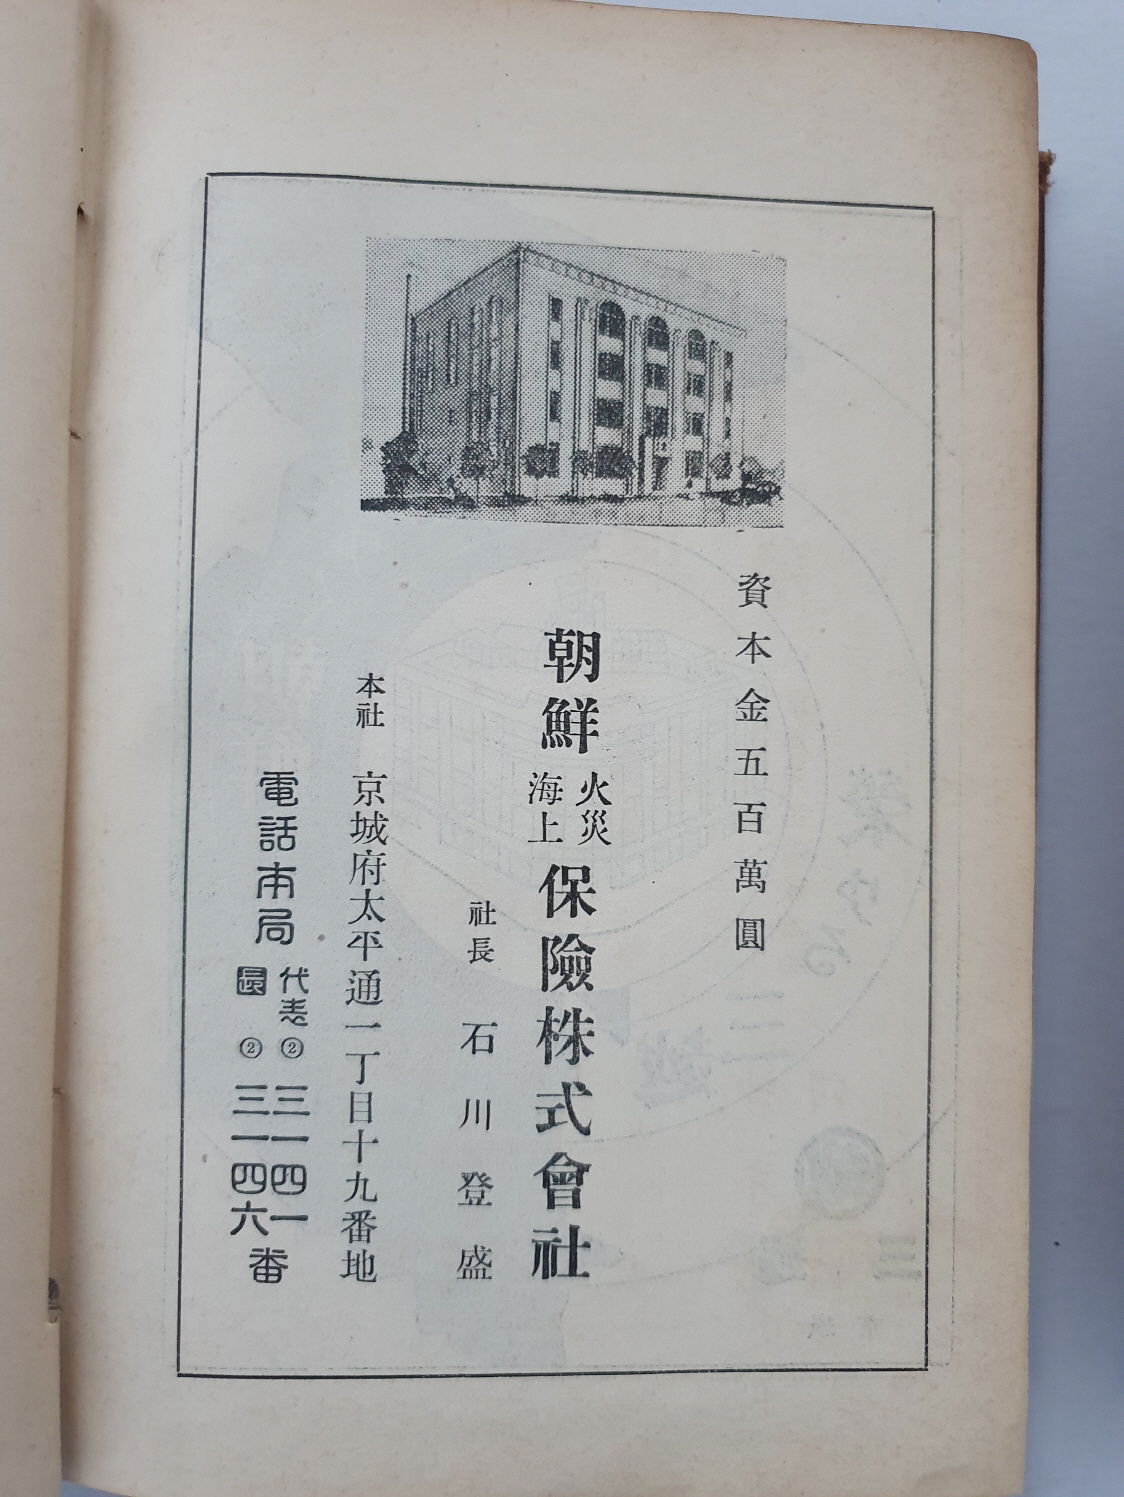 資本金五百萬圓
朝鮮火災海上保險株式會社
社長 石川登盛
本社 京城府太平通一丁目十九番地
電話本局 代表②三一四一
長②三一四六番